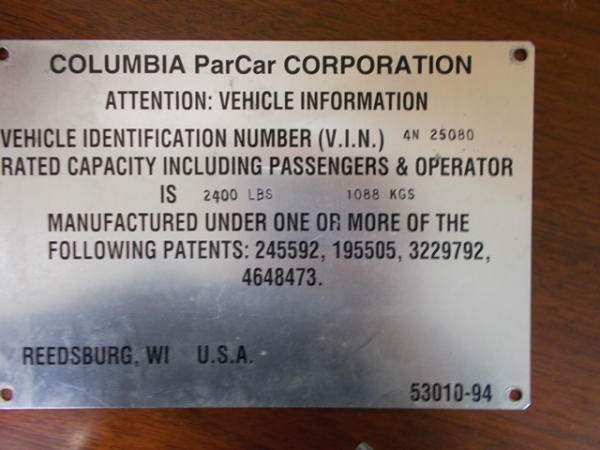 COLUMBIA ParCar CORPORATION
ATTENTION: VEHICLE INFORMATION
VEHICLE IDENTIFICATION NUMBER (V.I.N.) 4N 25080
RATED CAPACITY INCLUDING PASSENGERS & OPERATOR
IS 2400 LBS 1088 KGS
MANUFACTURED UNDER ONE OR MORE OF THE
FOLLOWING PATENTS: 245592, 195505, 3229792,
4648473.
REEDSBURG, WI U.S.A.
53010-94